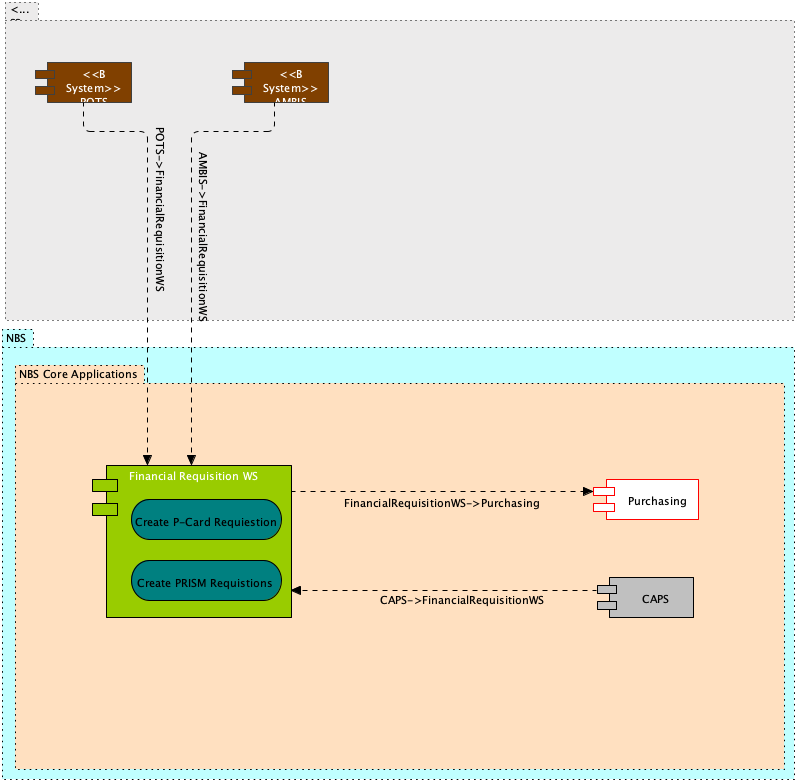 <...
<<B
System>>
POTS
<<B
System>>
AMBIS
POTS->FinancialRequisitionWS
AMBIS->FinancialRequisitionWS
NBS
NBS Core Applications
Financial Requisition WS
Create P-Card Requiestion
Create PRISM Requistions
FinancialRequisitionWS->Purchasing
Purchasing
CAPS->FinancialRequisitionWS
CAPS